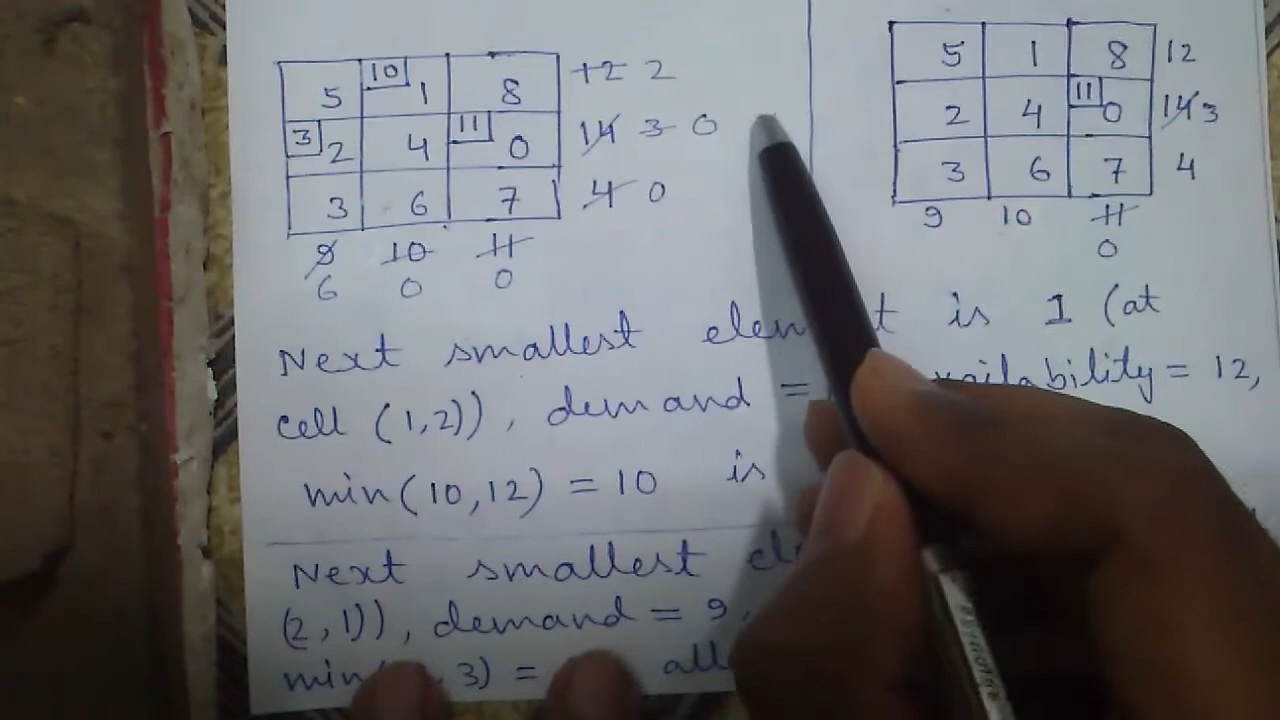 10
5 1 8 12 2
3 2 4 11 0 14 3 0
3 6 7 4 0
9 10 11
6 0 0
5 1 8 12
2 4 11 0 14 3
3 6 7 4
9 10 11
0
Next smallest is 1 (at
cell (1,2)), demand = availability = 12,
min(10,12) = 10 is
Next smallest
(2,1)), demand = 9,
3) =